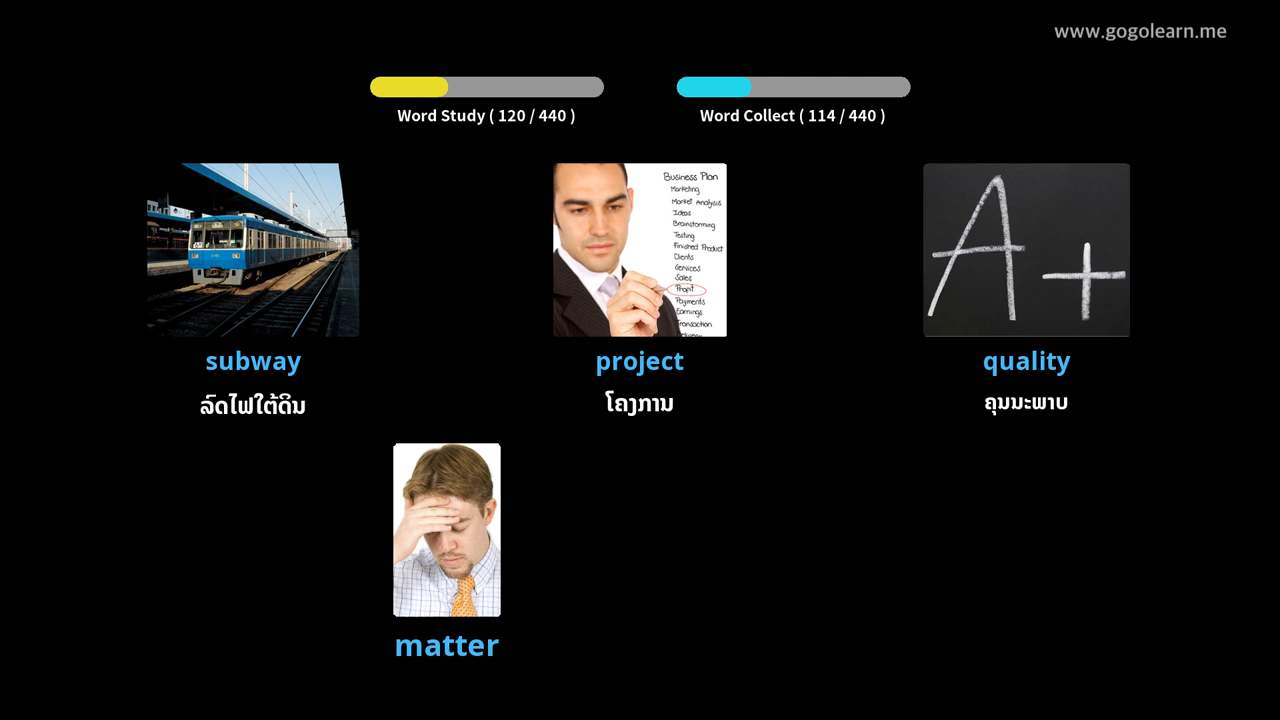 www.gogolearn.me
Word Study ( 120 / 440 )
Word Collect ( 114 / 440 )
Business Plan
Marketing
Market Analysis
Ideas
Brainstorming
Testing
Finished Product
Clients
Services
Sales
Profit
Payments
Earnings
Transaction
A+
subway
project
quality
ລົດໄຟໃຕ້ດິນ
ໂຄງການ
ຄຸນນະພາບ
matter